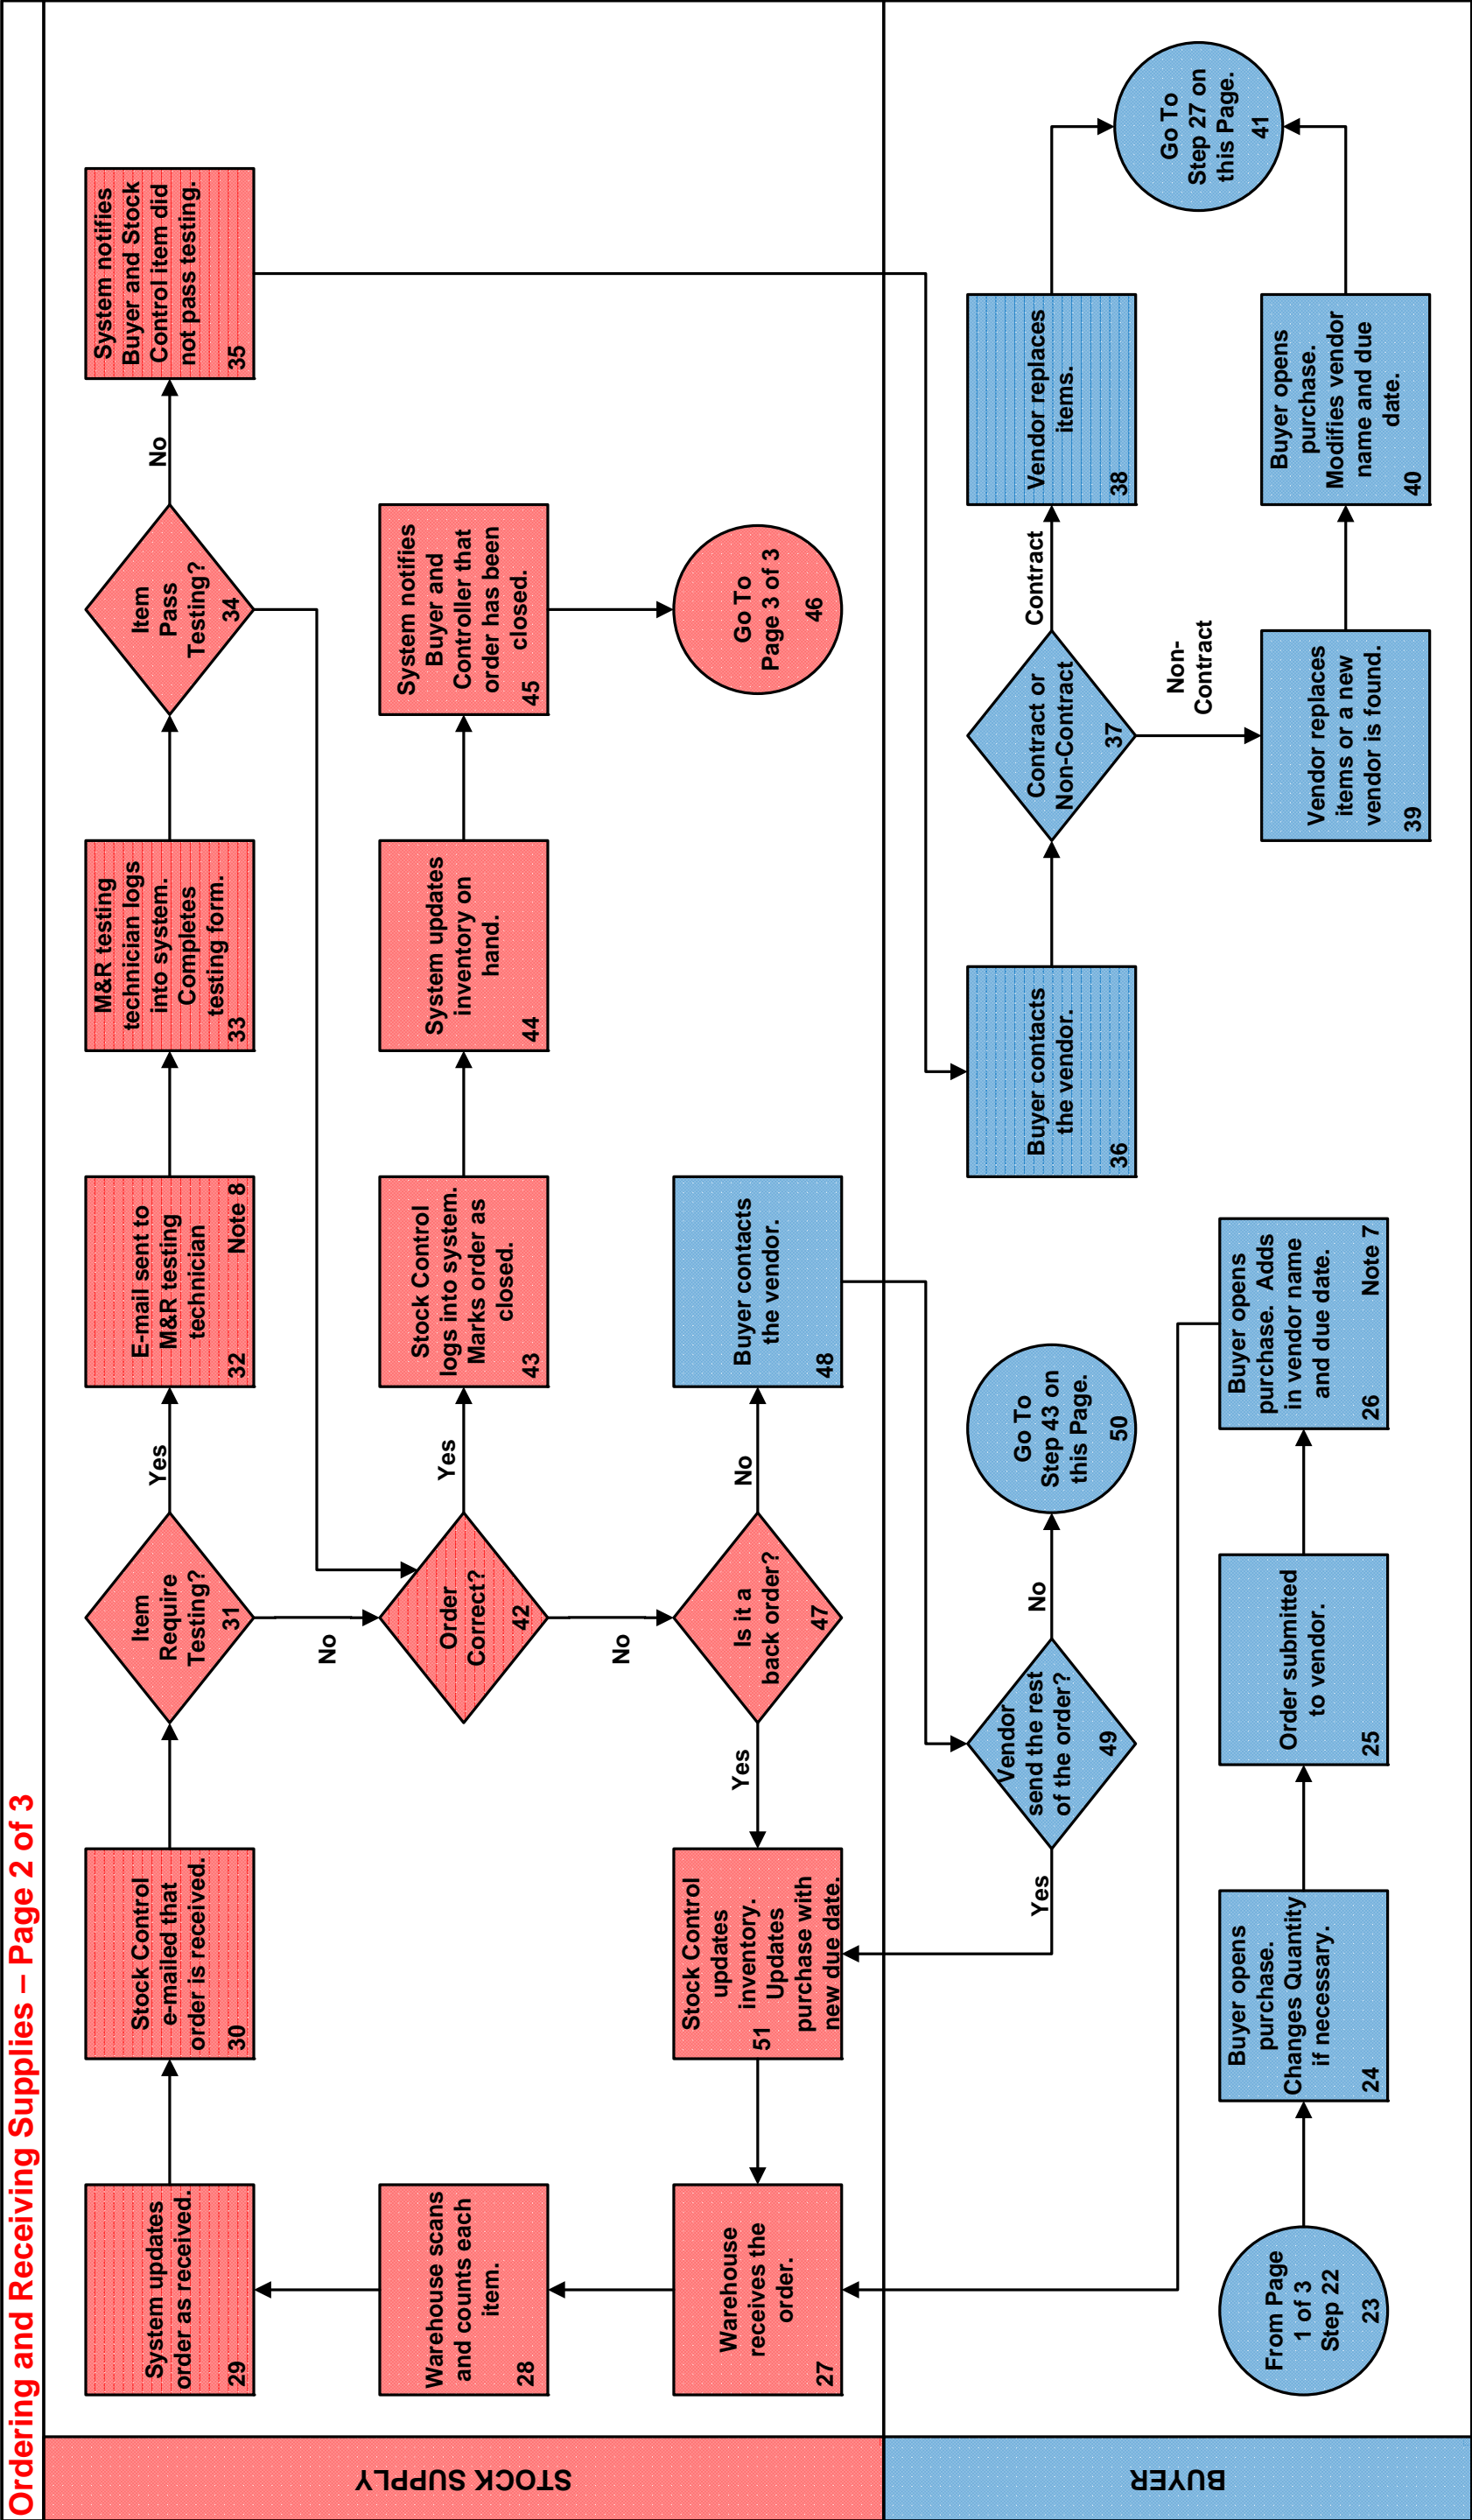 Ordering and Receiving Supplies – Page 2 of 3
STOCK SUPPLY
System updates
order as received.
29
Stock Control
e-mailed that
order is received.
30
Item
Require
Testing?
31
Yes
No
E-mail sent to
M&R testing
technician
32 Note 8
M&R testing
technician logs
into system.
Completes
testing form.
33
Item
Pass
Testing?
34
No
System notifies
Buyer and Stock
Control item did
not pass testing.
35
Warehouse scans
and counts each
item.
28
Order
Correct?
42
Yes
No
Stock Control
logs into system.
Marks order as
closed.
43
System updates
inventory on
hand.
44
System notifies
Buyer and
Controller that
order has been
closed.
45
Warehouse
receives the
order.
27
Stock Control
updates
inventory.
51 Updates
purchase with
new due date.
Yes
Is it a
back order?
47
No
Buyer contacts
the vendor.
48
Go To
Page 3 of 3
46
BUYER
Yes
Vendor
send the rest
of the order?
49
No
Go To
Step 43 on
this Page.
50
Buyer contacts
the vendor.
36
Contract or
Non-Contract
37
Contract
Non-
Contract
Vendor replaces
items.
38
Go To
Step 27 on
this Page.
41
From Page
1 of 3
Step 22
23
Buyer opens
purchase.
Changes Quantity
if necessary.
24
Order submitted
to vendor.
25
Buyer opens
purchase. Adds
in vendor name
and due date.
26 Note 7
Vendor replaces
items or a new
vendor is found.
39
Buyer opens
purchase.
Modifies vendor
name and due
date.
40